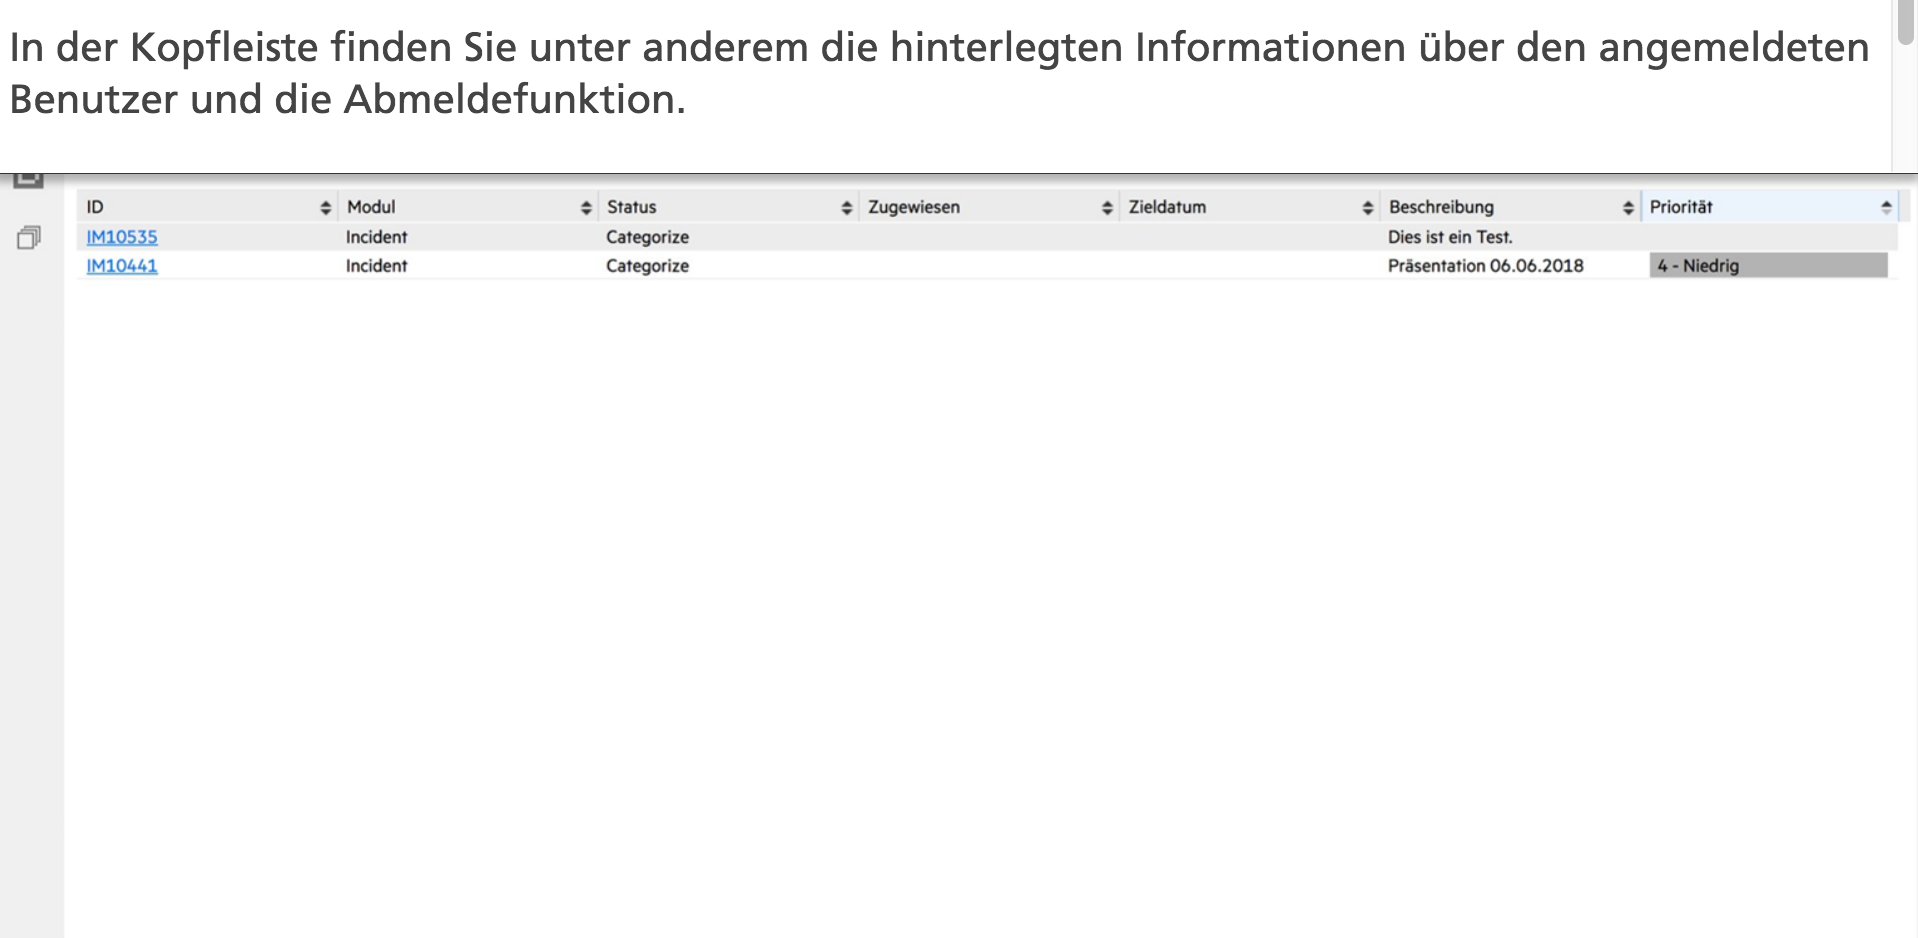 In der Kopfleiste finden Sie unter anderem die hinterlegten Informationen über den angemeldeten
Benutzer und die Abmeldefunktion.
ID Modul Status Zugewiesen Zieldatum Beschreibung Priorität
IM10535 Incident Categorize Dies ist ein Test.
IM10441 Incident Categorize Präsentation 06.06.2018 4 - Niedrig